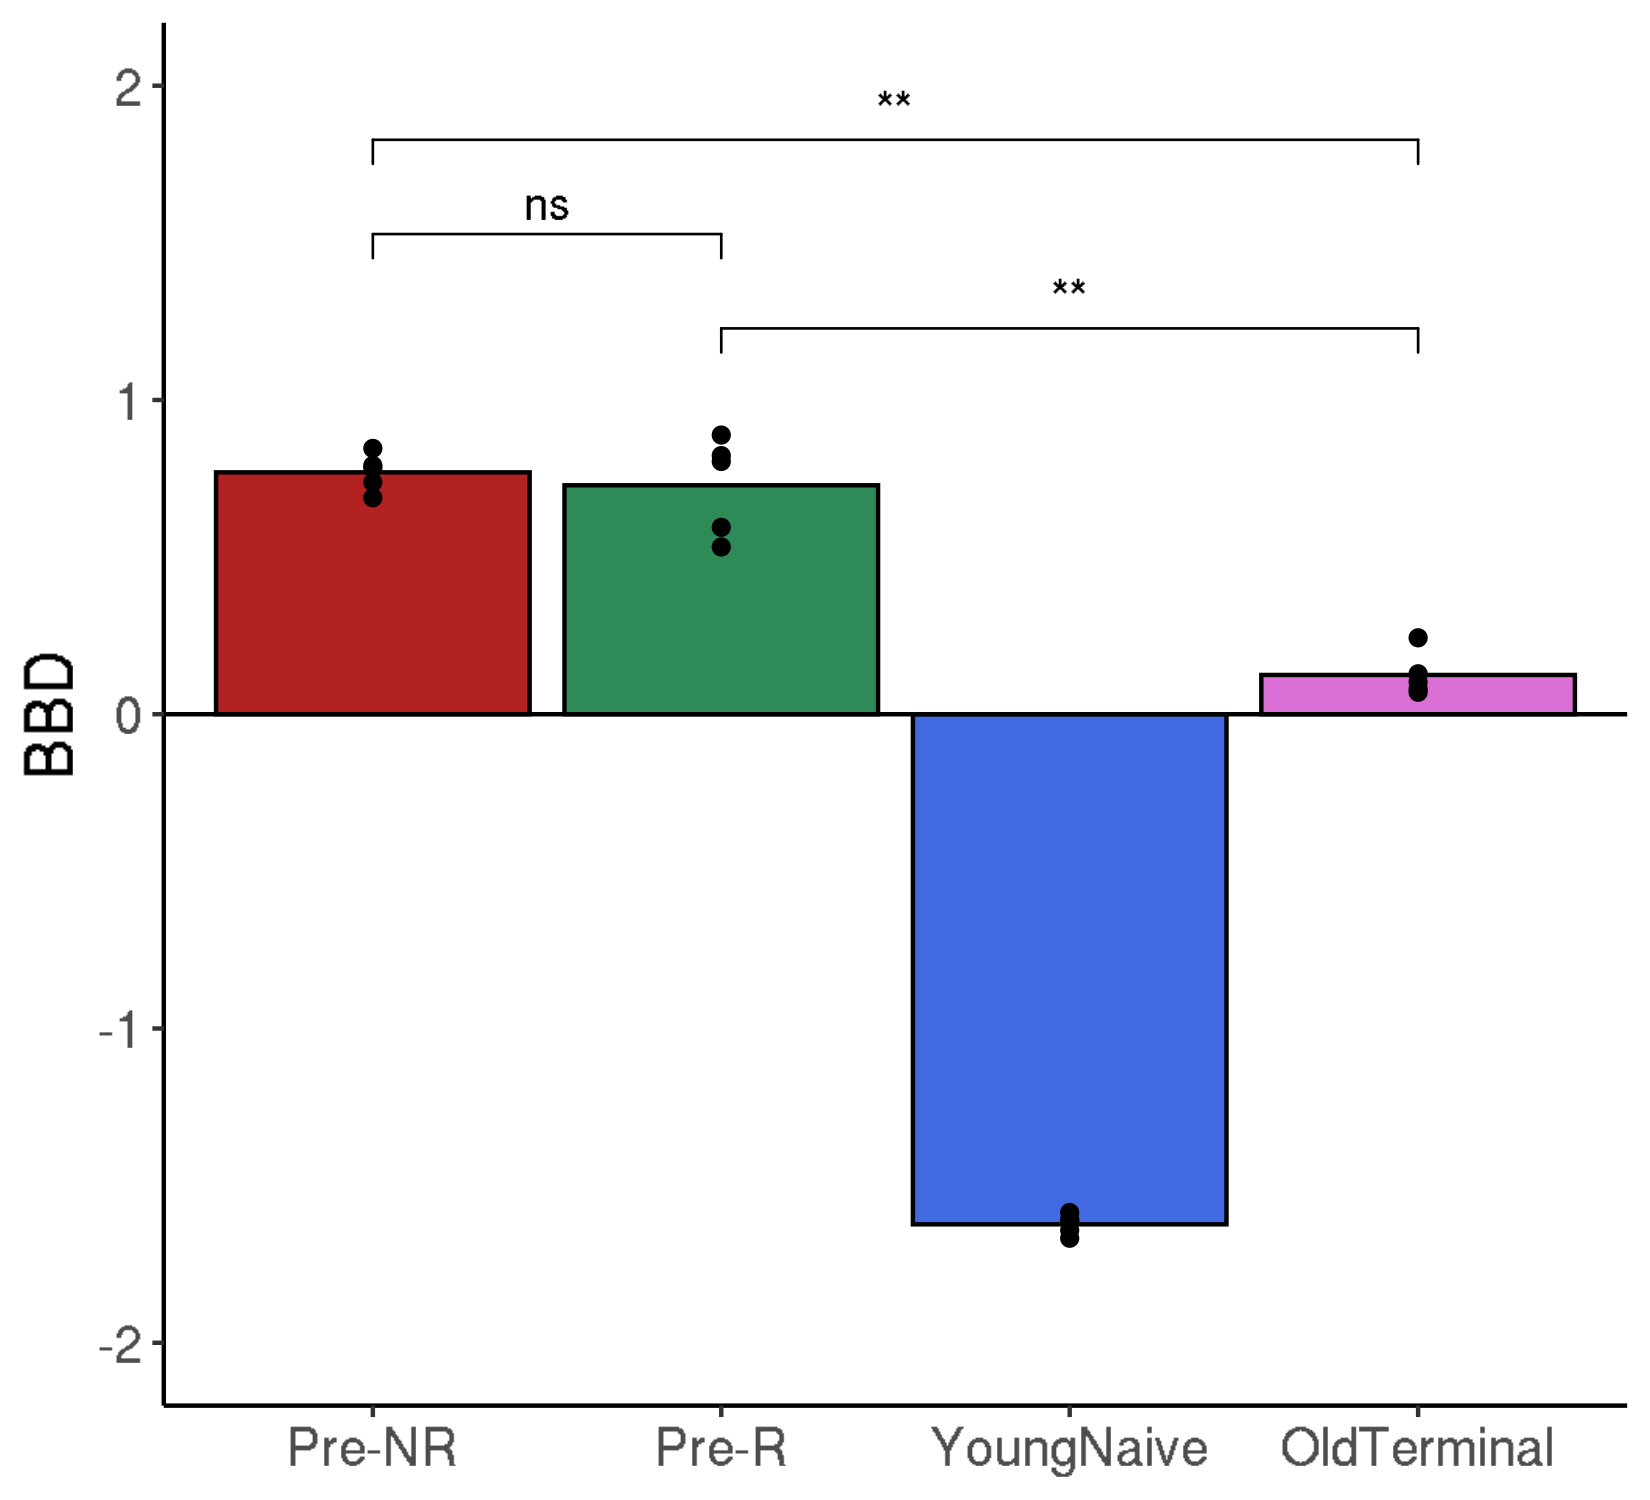 **
ns
**
2
1
0
-1
-2
BBD
Pre-NR
Pre-R
YoungNaive
OldTerminal